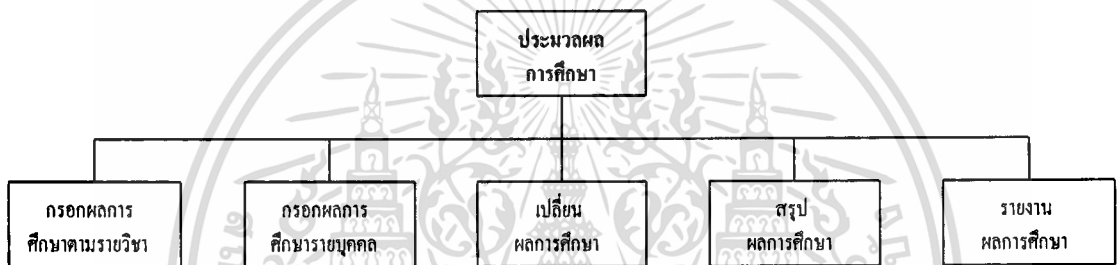 ประมวลผล
การศึกษา
กรอกผลการ
ศึกษาตามรายวิชา
กรอกผลการ
ศึกษารายบุคคล
เปลี่ยน
ผลการศึกษา
สรุป
ผลการศึกษา
รายงาน
ผลการศึกษา